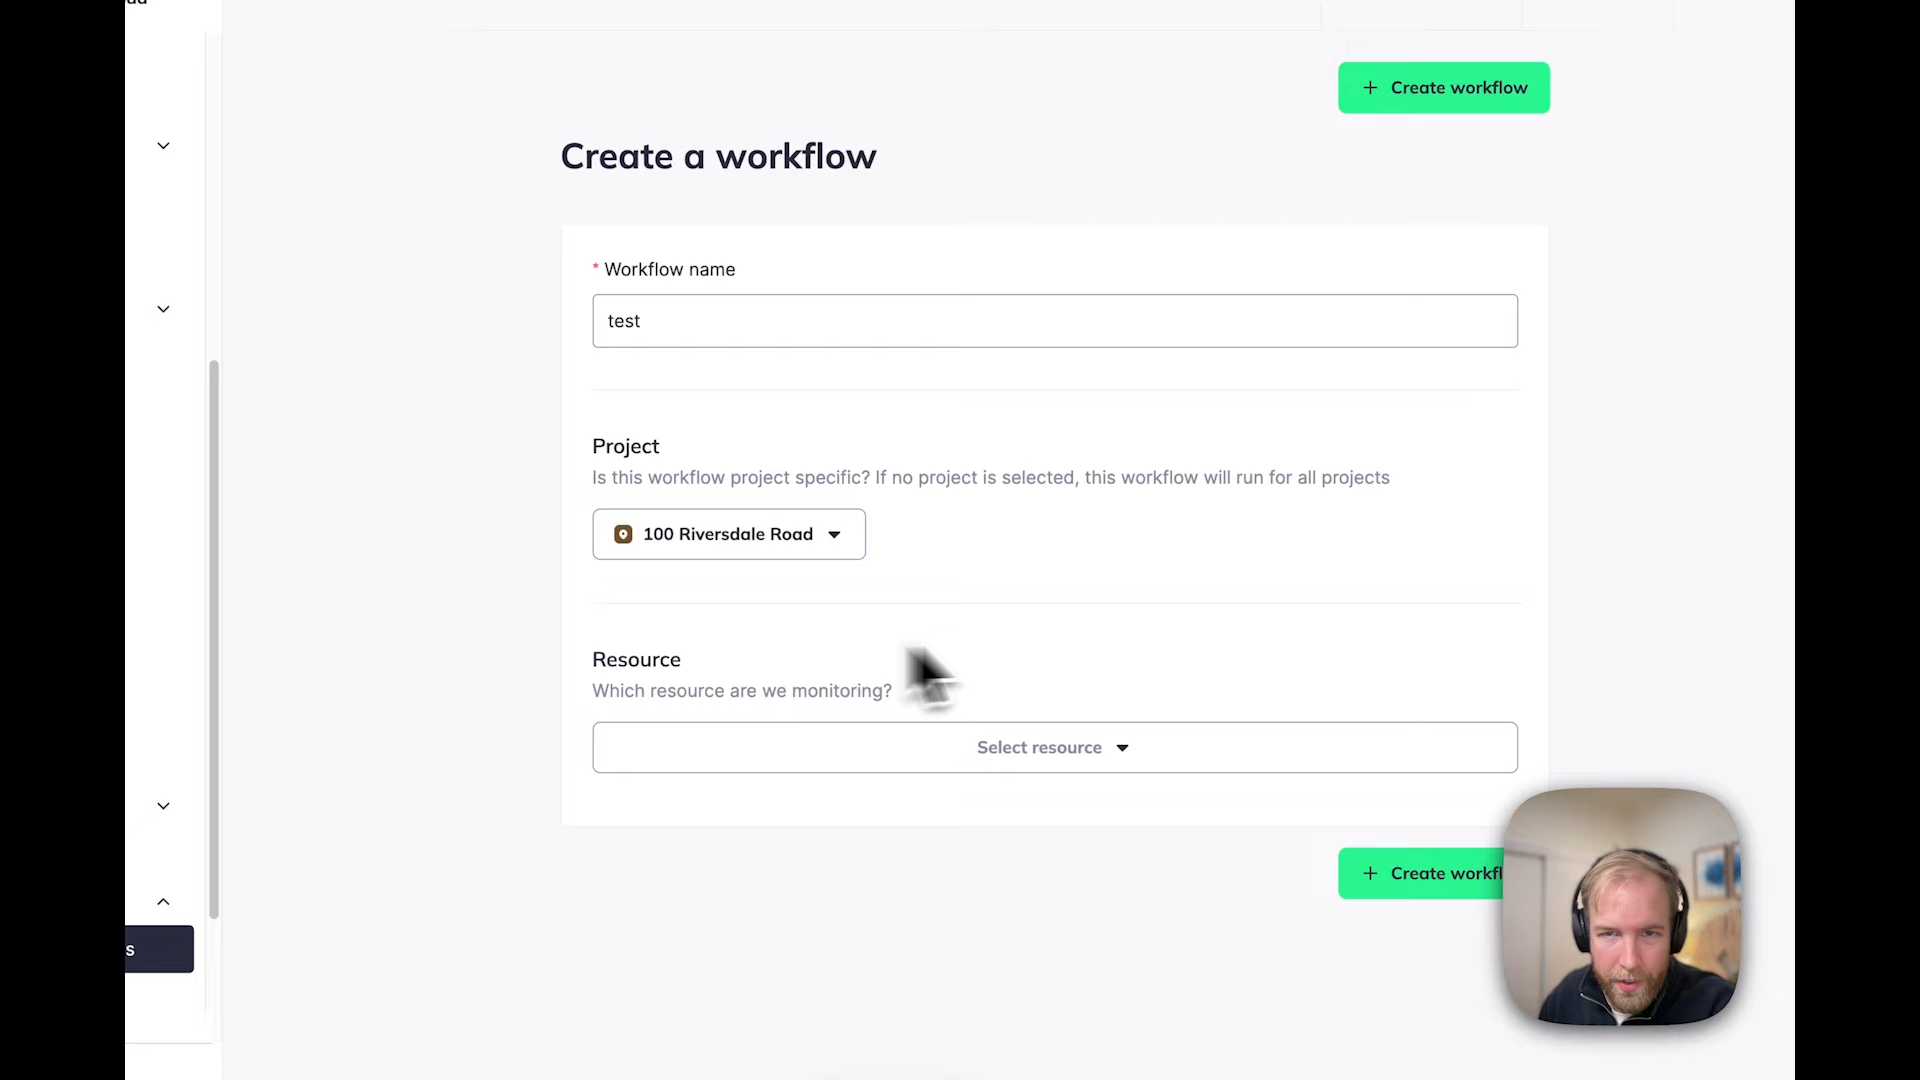 Create workflow
Create a workflow
* Workflow name
test
Project
Is this workflow project specific? If no project is selected, this workflow will run for all projects
100 Riversdale Road
Resource
Which resource are we monitoring?
Select resource
Create workfl
s